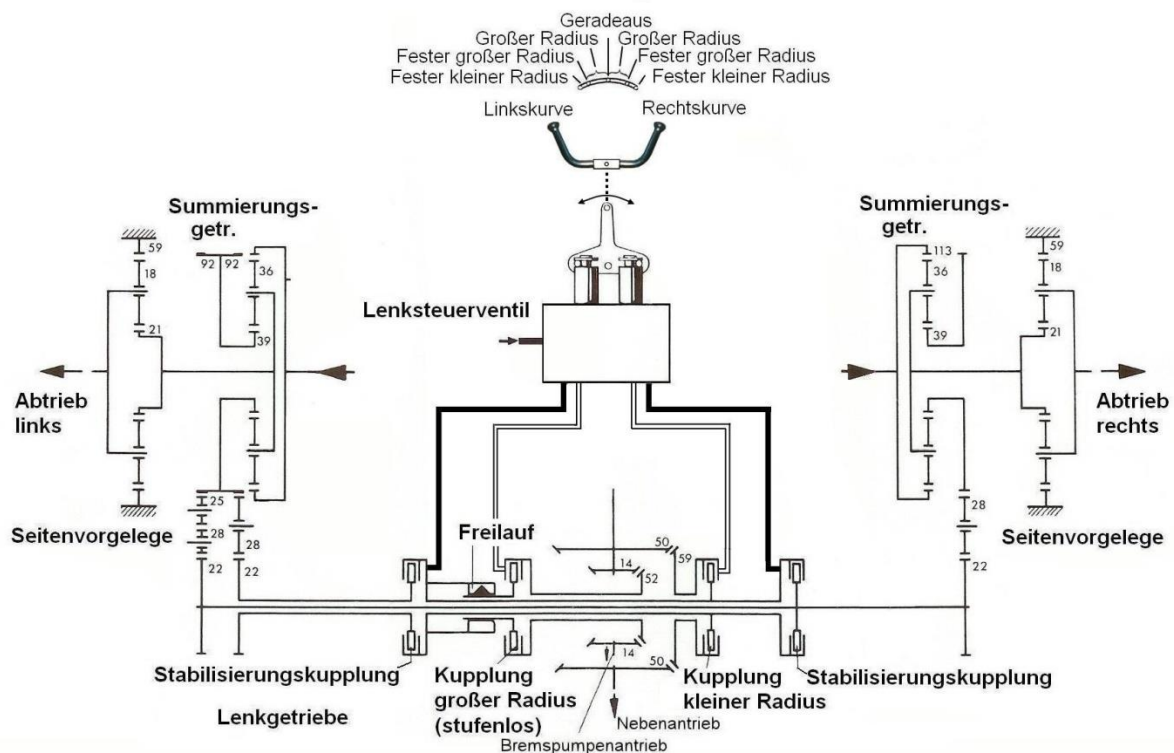 Geradeaus
Großer Radius Großer Radius
Fester großer Radius Fester großer Radius
Fester kleiner Radius Fester kleiner Radius
Linkskurve Rechtskurve
Summierungs-
getr.
Summierungs-
getr.
59
18
92 92
36
21
39
113
36
59
18
39
21
Lenksteuerventil
Abtrieb
links
Abtrieb
rechts
25
28
22
28
22
28
22
Seitenvorgelege
Seitenvorgelege
Freilauf
50
59
14
52
14
50
Stabilisierungskupplung
Kupplung
großer Radius
(stufenlos)
Kupplung
kleiner Radius
Stabilisierungskupplung
Lenkgetriebe
Nebenantrieb
Bremspumpenantrieb